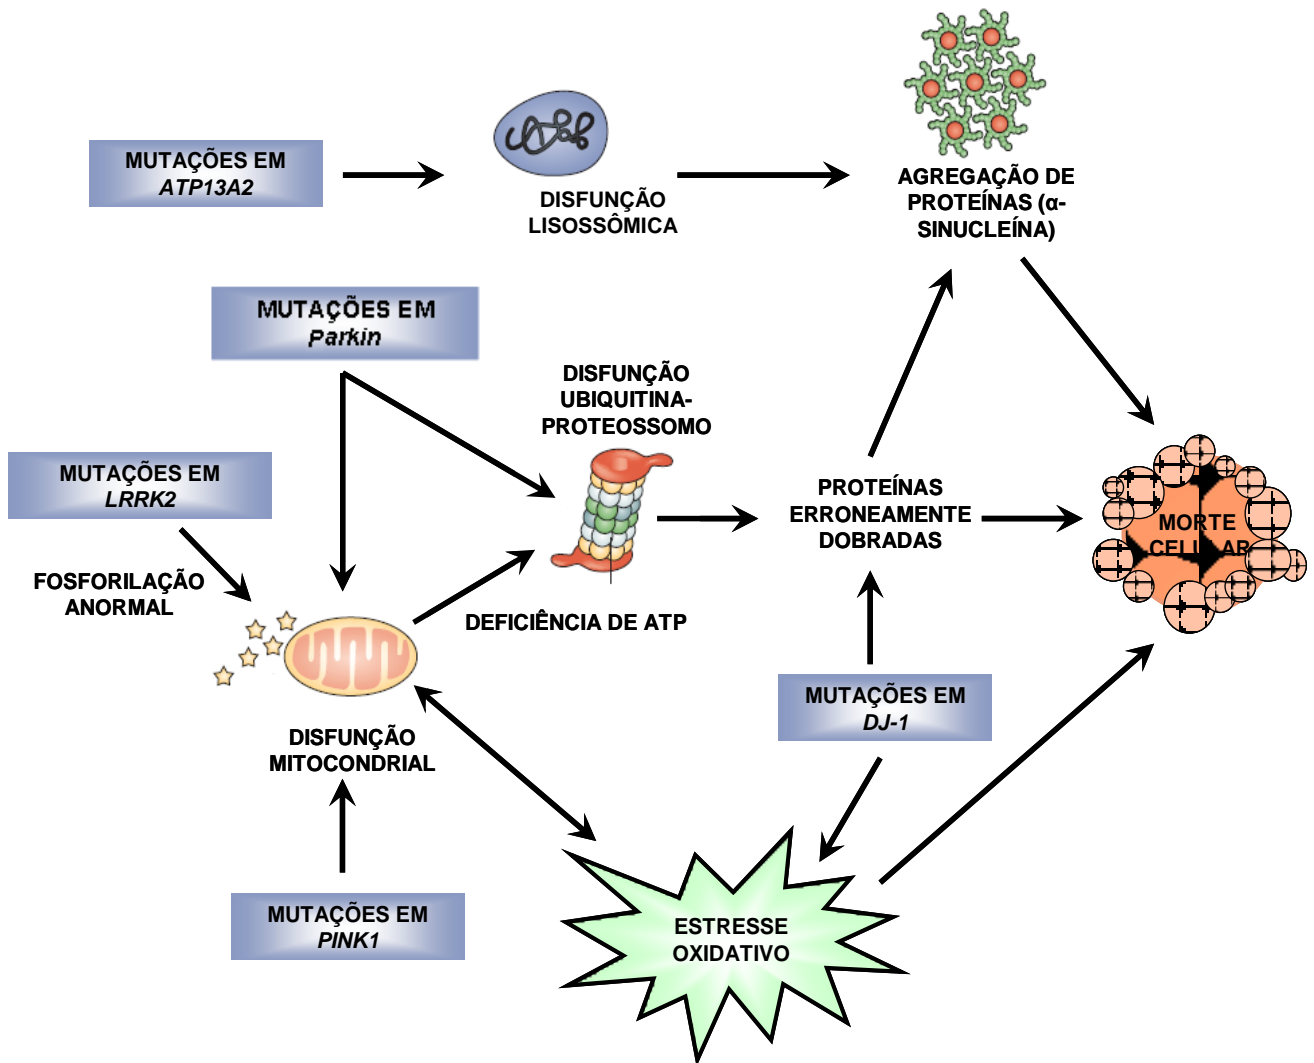 MUTAÇÕES EM
ATP13A2
DISFUNÇÃO
LISOSSÔMICA
AGREGAÇÃO DE
PROTEÍNAS (α-
SINUCLEÍNA)
MUTAÇÕES EM
Parkin
DISFUNÇÃO
UBIQUITINA-
PROTEOSSOMO
MUTAÇÕES EM
LRRK2
FOSFORILAÇÃO
ANORMAL
PROTEÍNAS
ERRONEAMENTE
DOBRADAS
MORTE
CELULAR
DEFICIÊNCIA DE ATP
MUTAÇÕES EM
DJ-1
DISFUNÇÃO
MITOCONDRIAL
MUTAÇÕES EM
PINK1
ESTRESSE
OXIDATIVO